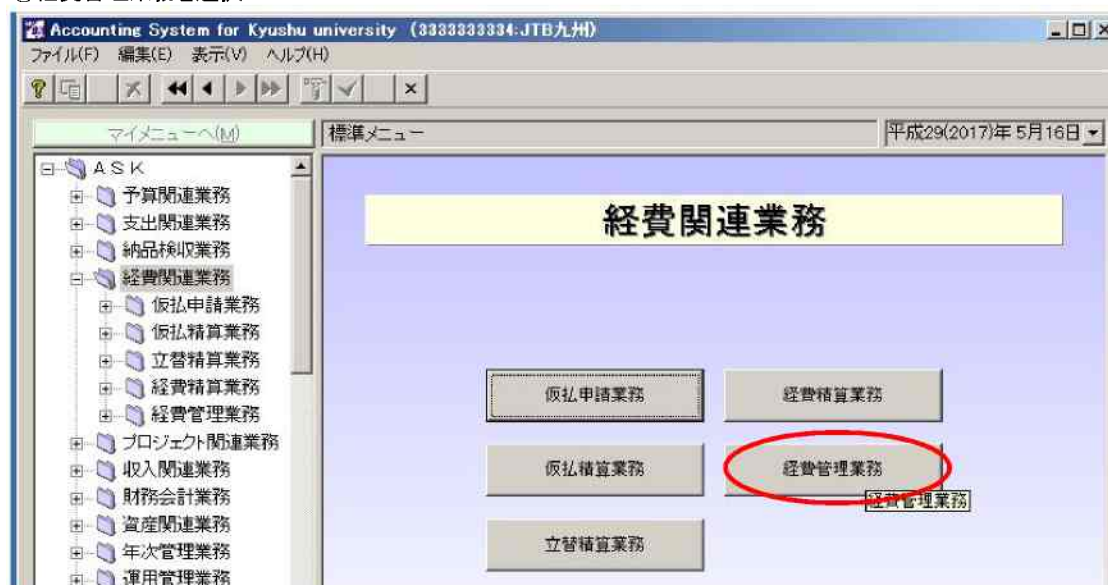 Accounting System for Kyushu university (3333333334:JTB九州)
ファイル(F) 編集(E) 表示(V) ヘルプ(H)
マイメニューへ(M)
標準メニュー
平成29(2017)年 5月16日
ASK
予算関連業務
支出関連業務
納品検収業務
経費関連業務
仮払申請業務
仮払精算業務
立替精算業務
経費精算業務
経費管理業務
プロジェクト関連業務
収入関連業務
財務会計業務
資産関連業務
年次管理業務
運用管理業務
経費関連業務
仮払申請業務
経費精算業務
仮払精算業務
経費管理業務
経費管理業務
立替精算業務